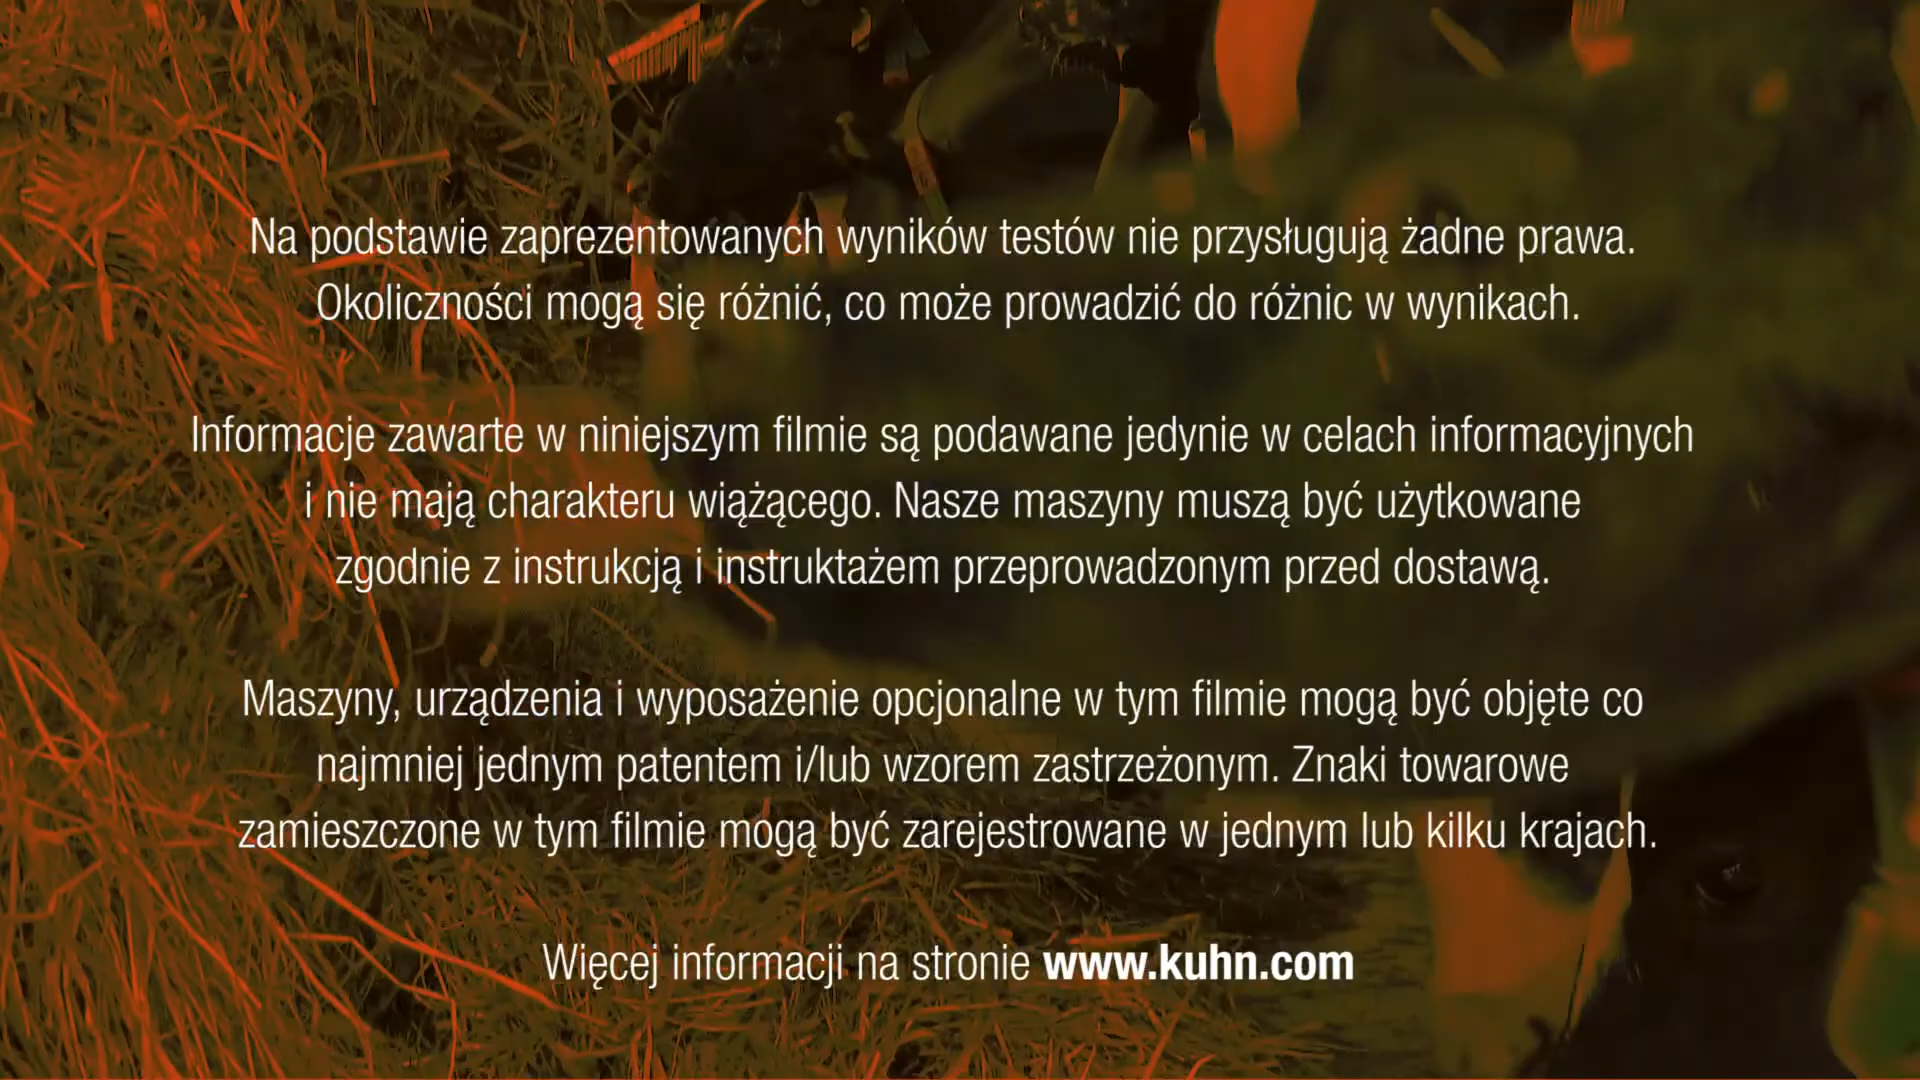 Na podstawie zaprezentowanych wyników testów nie przysługują żadne prawa.
Okoliczności mogą się różnić, co może prowadzić do różnic w wynikach.
Informacje zawarte w niniejszym filmie są podawane jedynie w celach informacyjnych
i nie mają charakteru wiążącego. Nasze maszyny muszą być użytkowane
zgodnie z instrukcją i instruktażem przeprowadzonym przed dostawą.
Maszyny, urządzenia i wyposażenie opcjonalne w tym filmie mogą być objęte co
najmniej jednym patentem i/lub wzorem zastrzeżonym. Znaki towarowe
zamieszczone w tym filmie mogą być zarejestrowane w jednym lub kilku krajach.
Więcej informacji na stronie www.kuhn.com